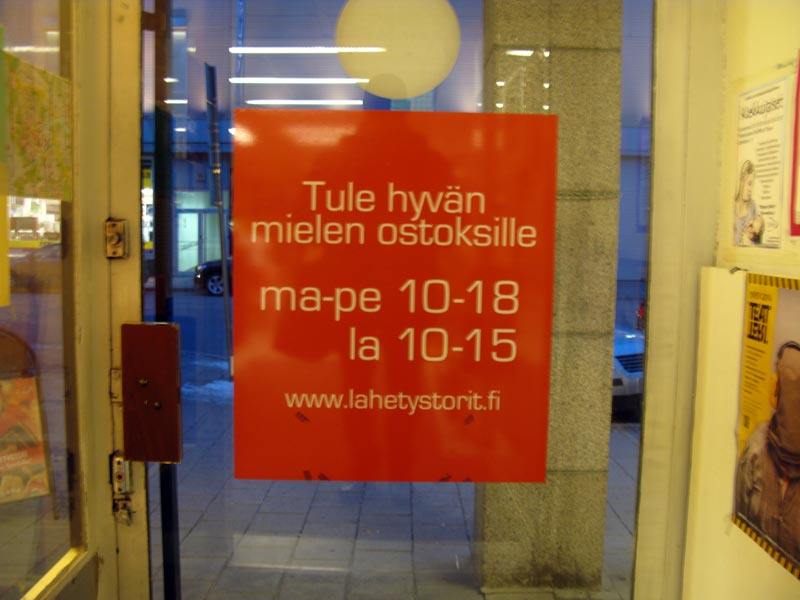 Tule hyvän
mielen ostoksille
ma-pe 10-18
la 10-15
www.lahetystorit.fi